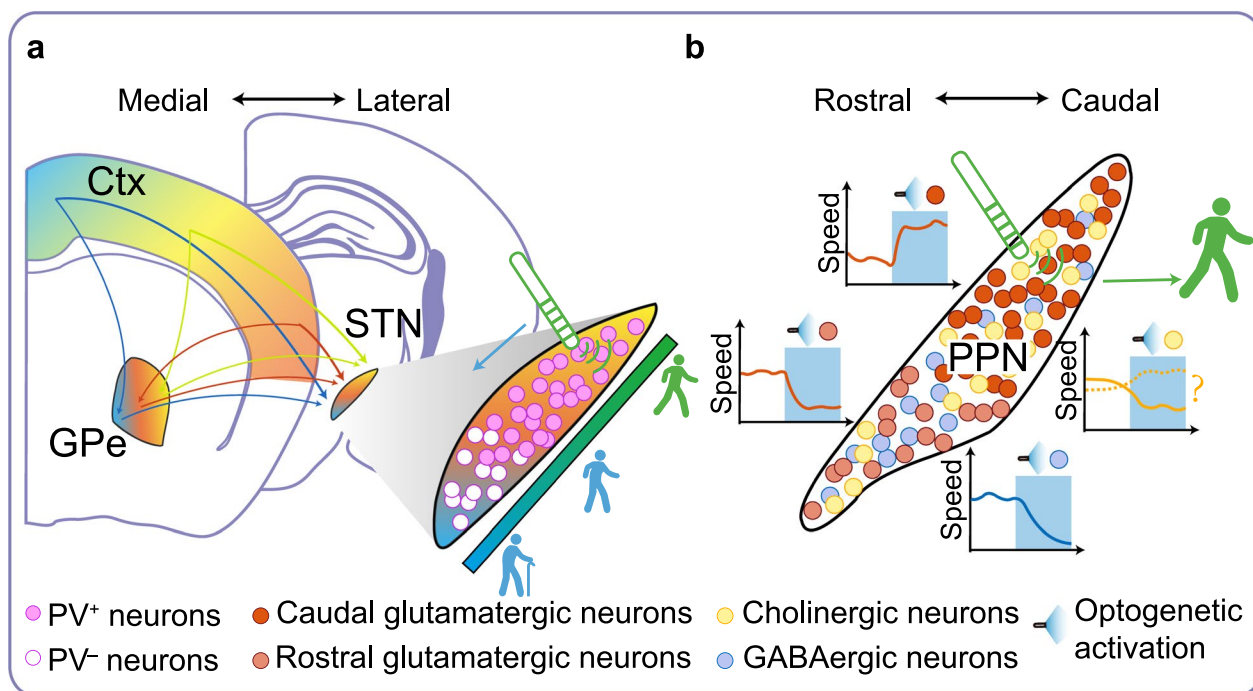 a
Medial
Lateral
Ctx
STN
GPe
b
Rostral
Caudal
Speed
Speed
PPN
Speed
?
Speed
PV⁺ neurons
Caudal glutamatergic neurons
Cholinergic neurons
Optogenetic
activation
PV⁻ neurons
Rostral glutamatergic neurons
GABAergic neurons